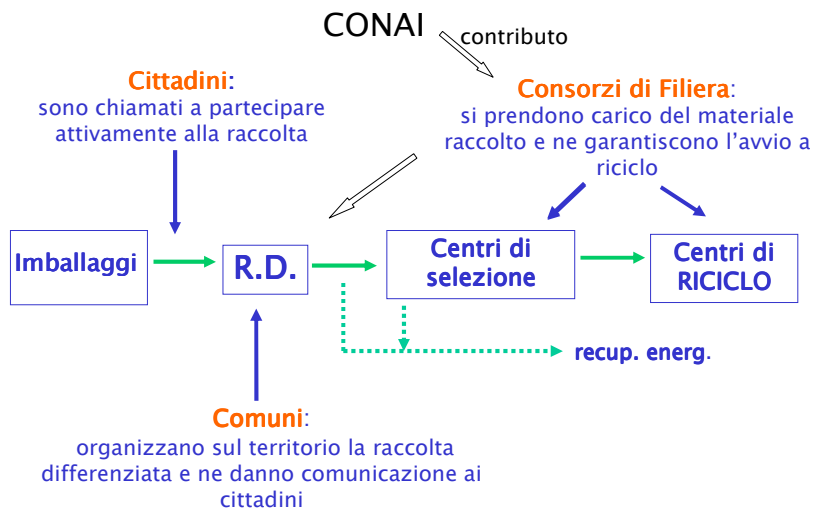 CONAI
contributo
Cittadini:
sono chiamati a partecipare
attivamente alla raccolta
Consorzi di Filiera:
si prendono carico del materiale
raccolto e ne garantiscono l’avvio a
riciclo
Imballaggi
R.D.
Centri di
selezione
Centri di
RICICLO
recup. energ.
Comuni:
organizzano sul territorio la raccolta
differenziata e ne danno comunicazione ai
cittadini